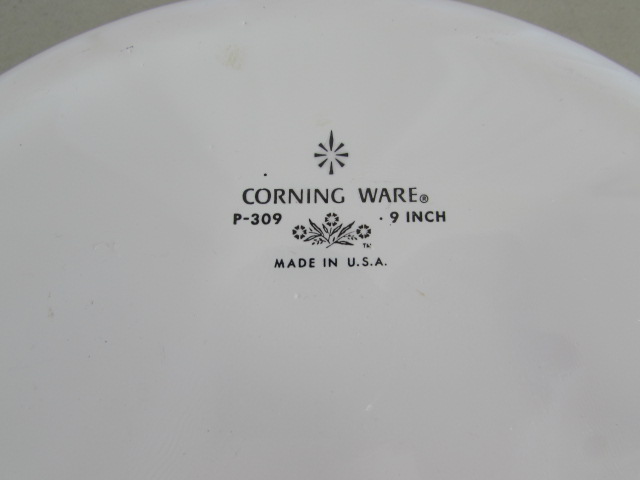 CORNING WARE®
P-309 · 9 INCH
TM
MADE IN U.S.A.